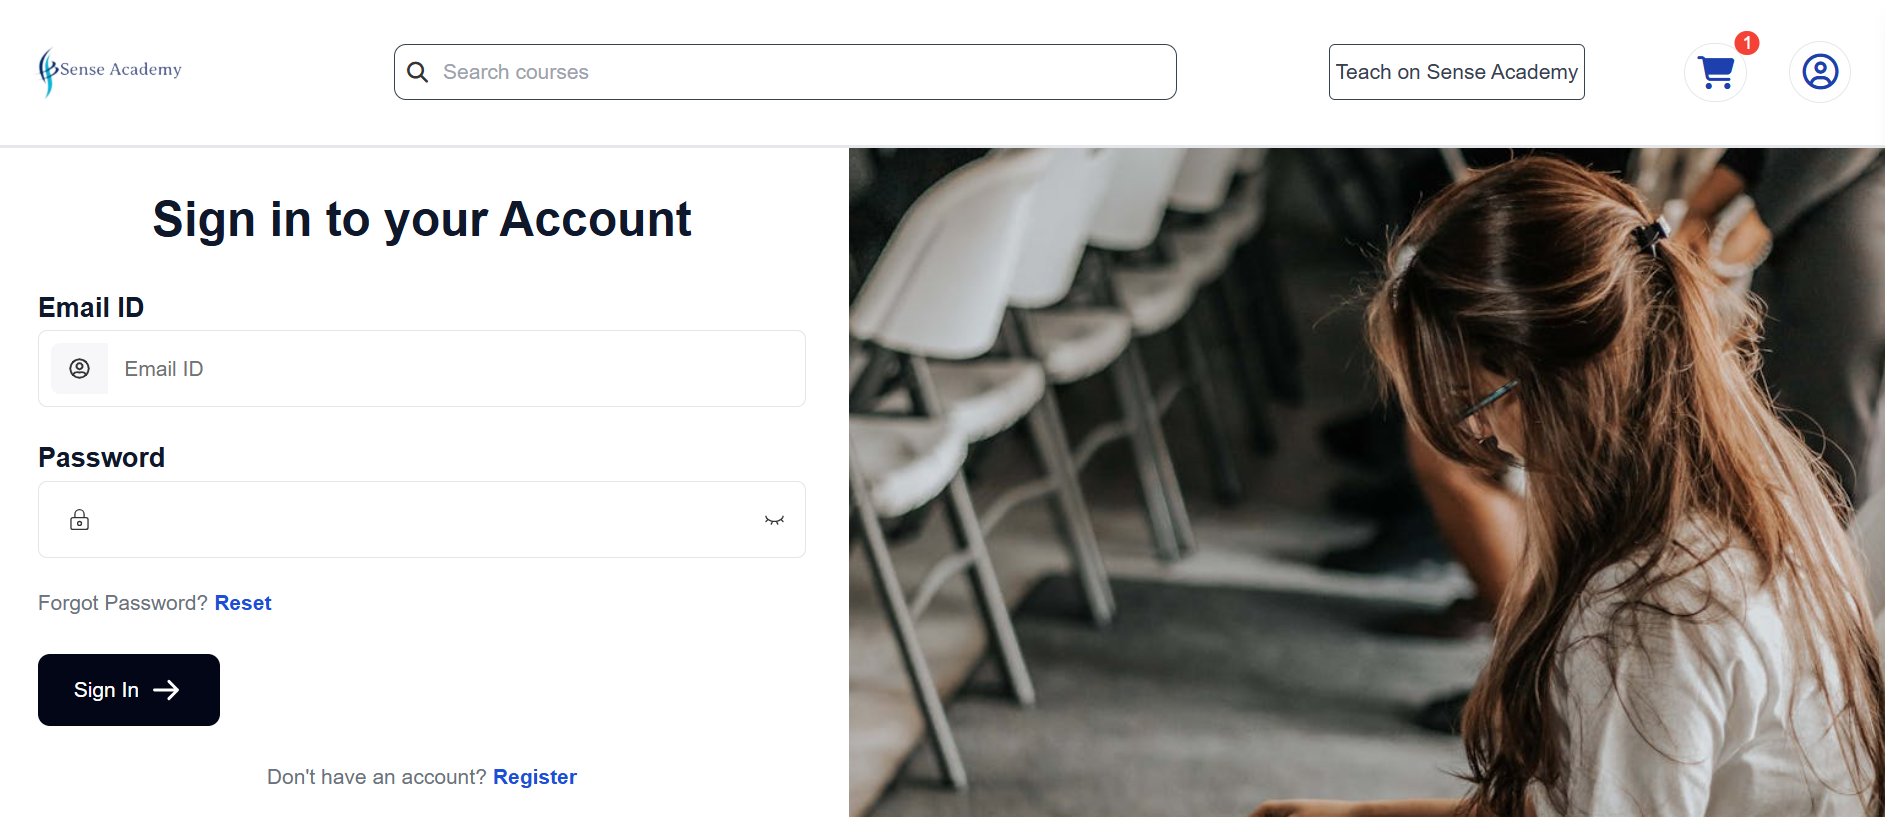 Sense Academy
Search courses
Teach on Sense Academy
1
Sign in to your Account
Email ID
Email ID
Password
Forgot Password? Reset
Sign In
Don't have an account? Register